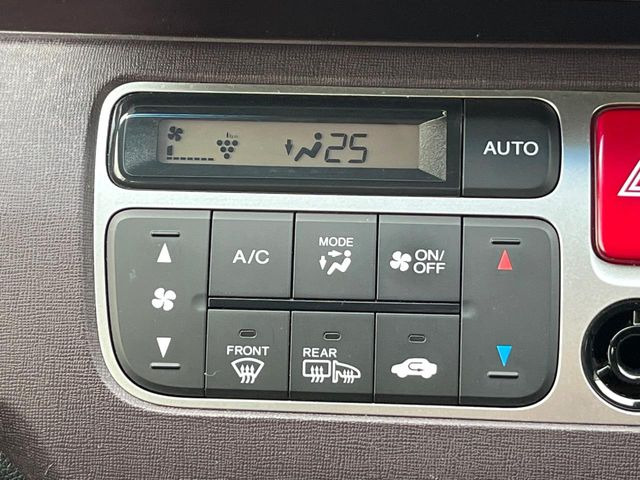 25
AUTO
A/C
MODE
ON/
OFF
FRONT
REAR